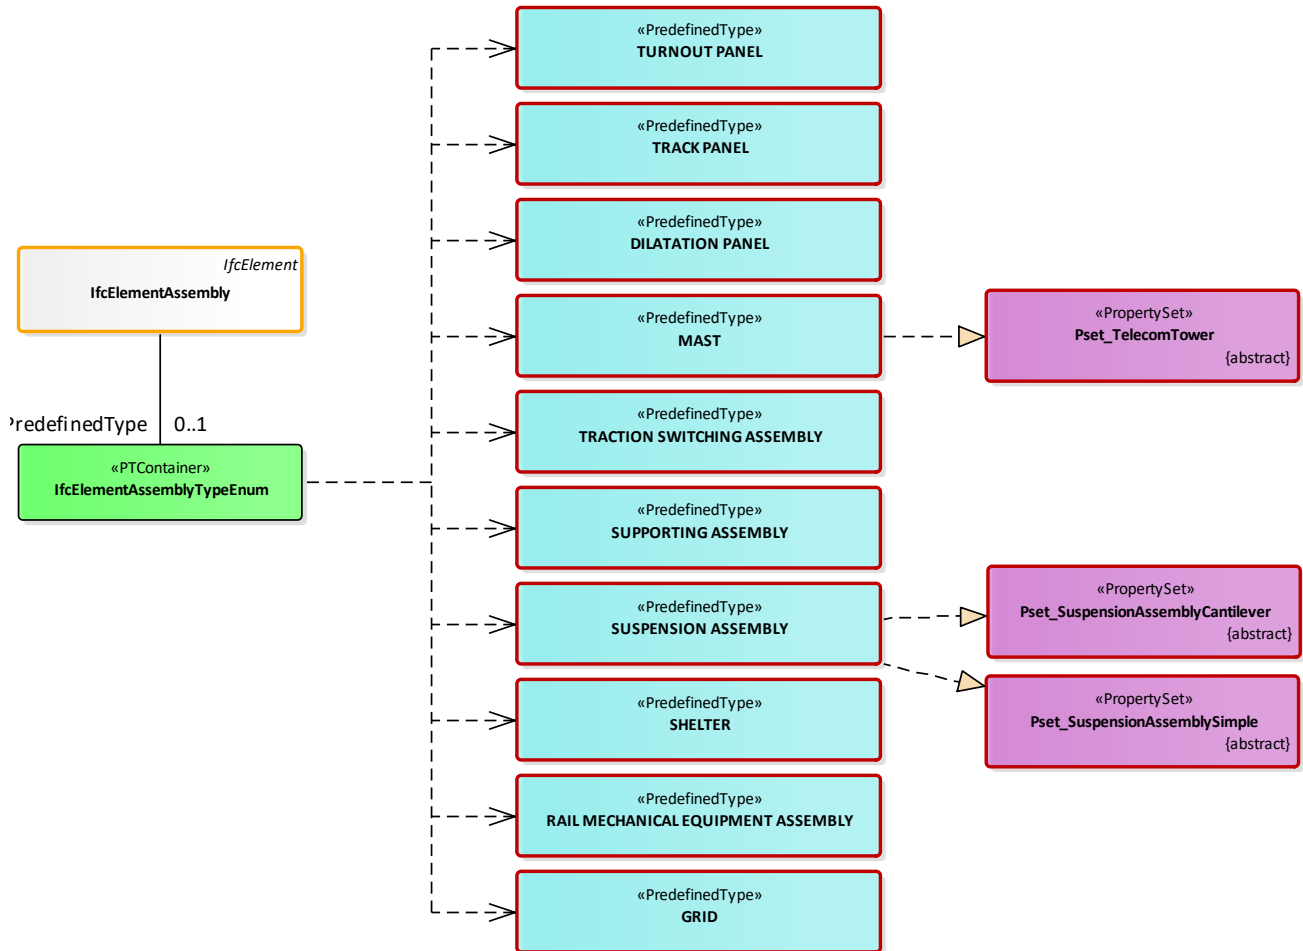 «PredefinedType»
TURNOUT PANEL
«PredefinedType»
TRACK PANEL
«PredefinedType»
DILATATION PANEL
IfcElement
IfcElementAssembly
PredefinedType 0..1
«PTContainer»
IfcElementAssemblyTypeEnum
«PredefinedType»
MAST
«PropertySet»
Pset_TelecomTower
{abstract}
«PredefinedType»
TRACTION SWITCHING ASSEMBLY
«PredefinedType»
SUPPORTING ASSEMBLY
«PredefinedType»
SUSPENSION ASSEMBLY
«PropertySet»
Pset_SuspensionAssemblyCantilever
{abstract}
«PropertySet»
Pset_SuspensionAssemblySimple
{abstract}
«PredefinedType»
SHELTER
«PredefinedType»
RAIL MECHANICAL EQUIPMENT ASSEMBLY
«PredefinedType»
GRID